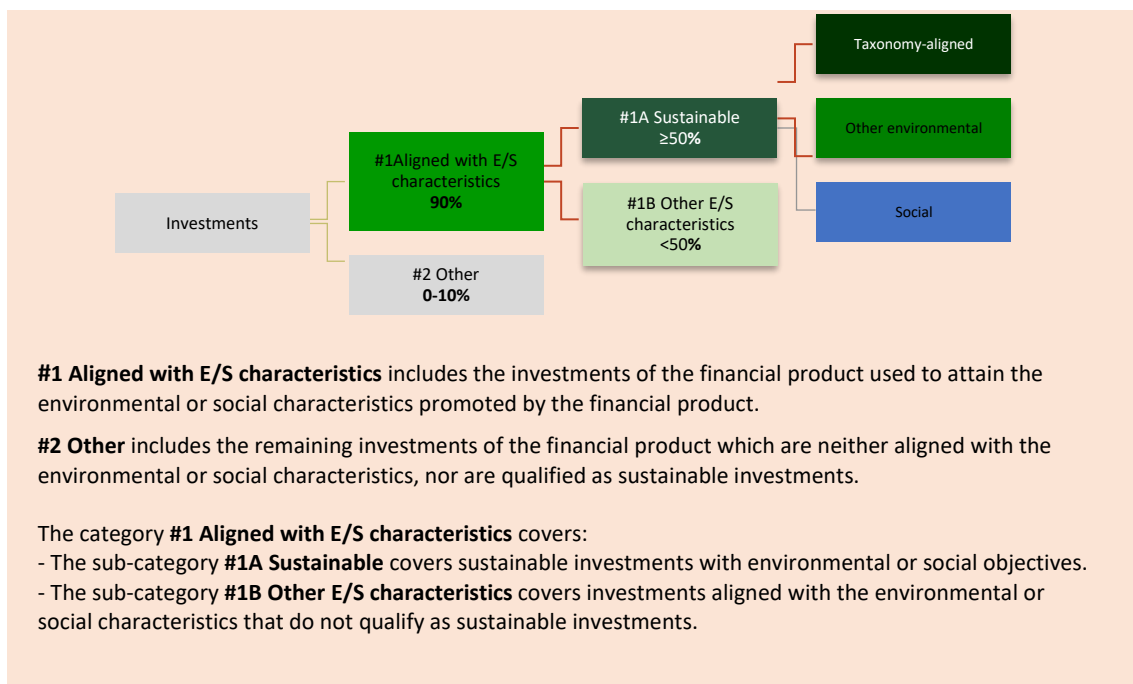 Taxonomy-aligned
#1A Sustainable
≥50%
Other environmental
#1Aligned with E/S
characteristics
90%
#1B Other E/S
characteristics
<50%
Social
Investments
#2 Other
0-10%
#1 Aligned with E/S characteristics includes the investments of the financial product used to attain the
environmental or social characteristics promoted by the financial product.
#2 Other includes the remaining investments of the financial product which are neither aligned with the
environmental or social characteristics, nor are qualified as sustainable investments.
The category #1 Aligned with E/S characteristics covers:
- The sub-category #1A Sustainable covers sustainable investments with environmental or social objectives.
- The sub-category #1B Other E/S characteristics covers investments aligned with the environmental or
social characteristics that do not qualify as sustainable investments.